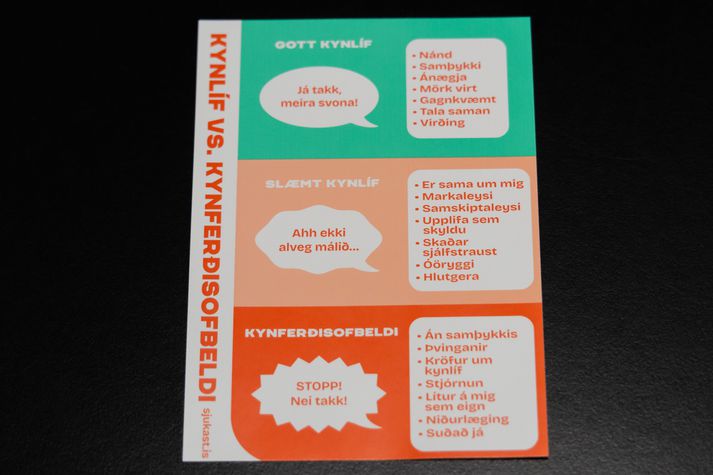 KYNLÍF VS. KYNFERÐISOFBELDI
sjukast.is
GOTT KYNLÍF
Já takk,
meira svona!
• Nánd
• Samþykki
• Ánægja
• Mörk virt
• Gagnkvæmt
• Tala saman
• Virðing
SLÆMT KYNLÍF
Ahh ekki
alveg málið...
• Er sama um mig
• Markaleysi
• Samskiptaleysi
• Upplifa sem
skyldu
• Skaðar
sjálfstraust
• Óöryggi
• Hlutgera
KYNFERÐISOFBELDI
STOPP!
Nei takk!
• Án samþykkis
• Þvinganir
• Kröfur um
kynlíf
• Stjórnun
• Lítur á mig
sem eign
• Niðurlæging
• Suðað já